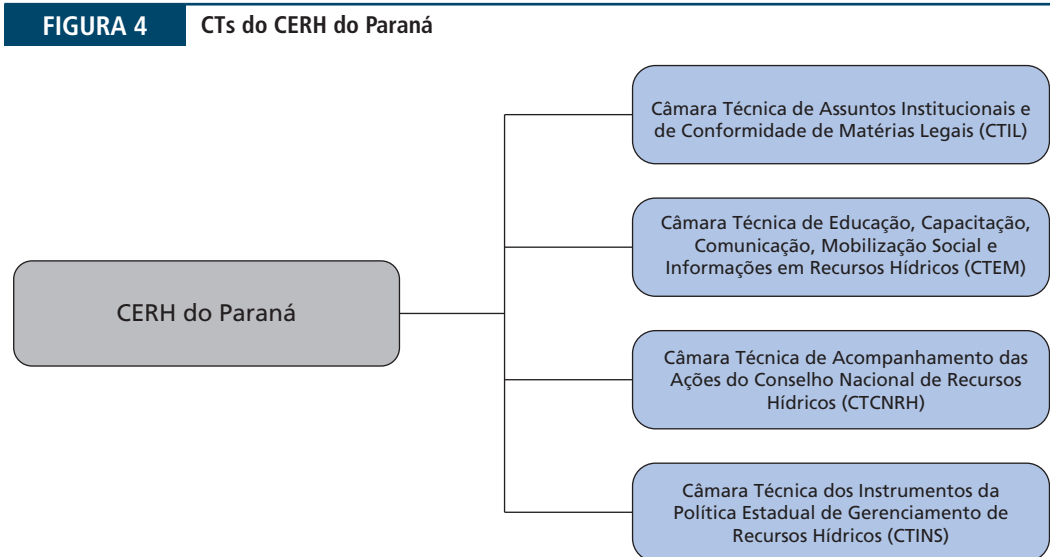 FIGURA 4 CTs do CERH do Paraná
Câmara Técnica de Assuntos Institucionais e
de Conformidade de Matérias Legais (CTIL)
Câmara Técnica de Educação, Capacitação,
Comunicação, Mobilização Social e
Informações em Recursos Hídricos (CTEM)
CERH do Paraná
Câmara Técnica de Acompanhamento das
Ações do Conselho Nacional de Recursos
Hídricos (CTCNRH)
Câmara Técnica dos Instrumentos da
Política Estadual de Gerenciamento de
Recursos Hídricos (CTINS)